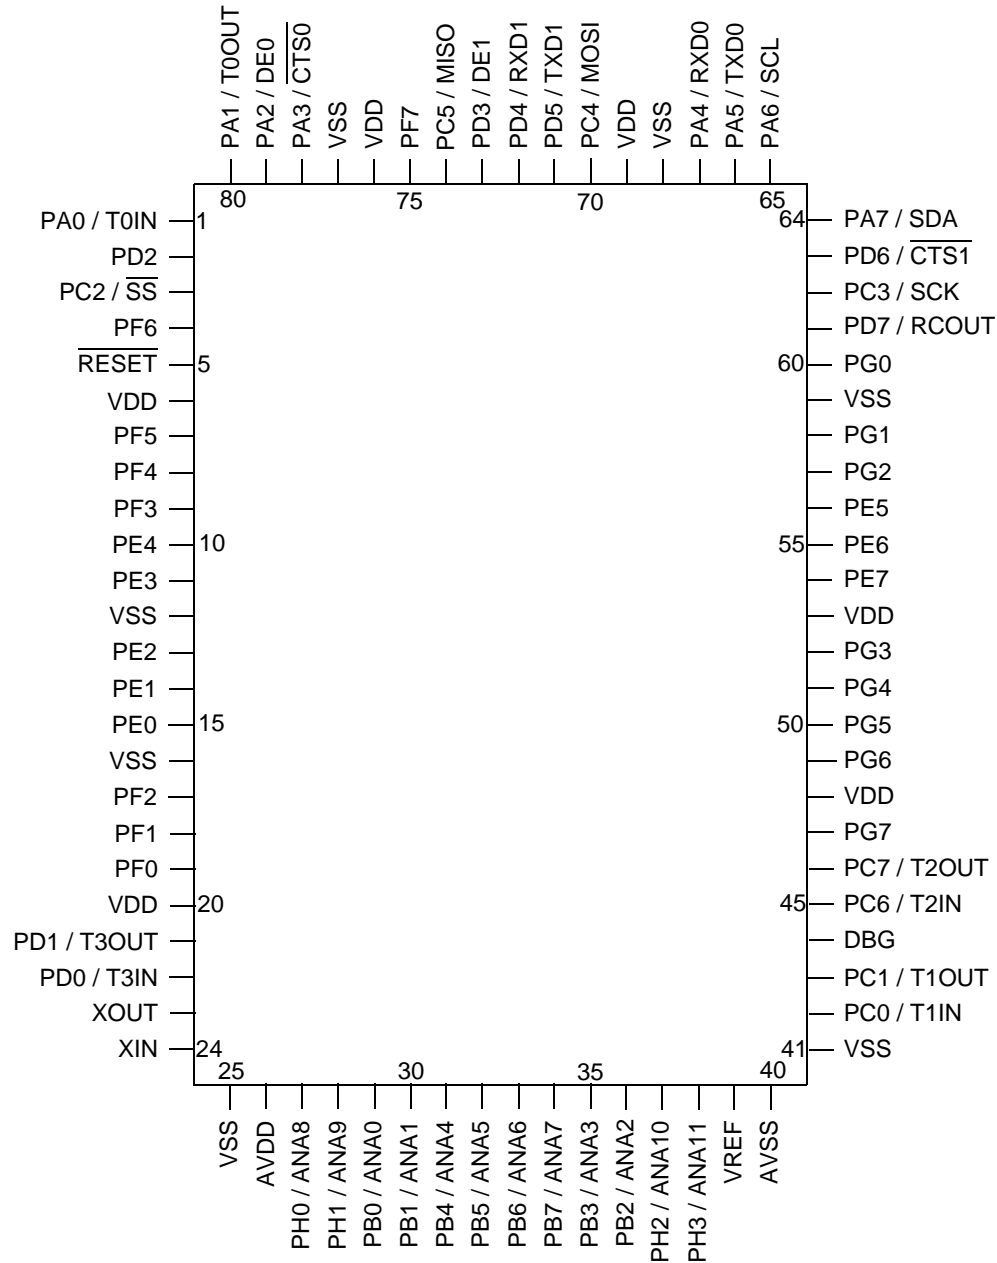 PA1 / T0OUT
PA2 / DE0
PA3 / CTS0
VSS
VDD
PF7
PC5 / MISO
PD3 / DE1
PD4 / RXD1
PD5 / TXD1
PC4 / MOSI
VDD
VSS
PA4 / RXD0
PA5 / TXD0
PA6 / SCL
80 75 70 65
PA0 / T0IN 1 64 PA7 / SDA
PD2 PD6 / CTS1
PC2 / SS PC3 / SCK
PF6 PD7 / RCOUT
RESET 5 60 PG0
VDD VSS
PF5 PG1
PF4 PG2
PF3 PE5
PE4 10 55 PE6
PE3 PE7
VSS VDD
PE2 PG3
PE1 PG4
PE0 15 50 PG5
VSS PG6
PF2 VDD
PF1 PG7
PF0 PC7 / T2OUT
VDD 20 45 PC6 / T2IN
PD1 / T3OUT DBG
PD0 / T3IN PC1 / T1OUT
XOUT PC0 / T1IN
XIN 24 41 VSS
25 30 35 40
VSS
AVDD
PH0 / ANA8
PH1 / ANA9
PB0 / ANA0
PB1 / ANA1
PB4 / ANA4
PB5 / ANA5
PB6 / ANA6
PB7 / ANA7
PB3 / ANA3
PB2 / ANA2
PH2 / ANA10
PH3 / ANA11
VREF
AVSS